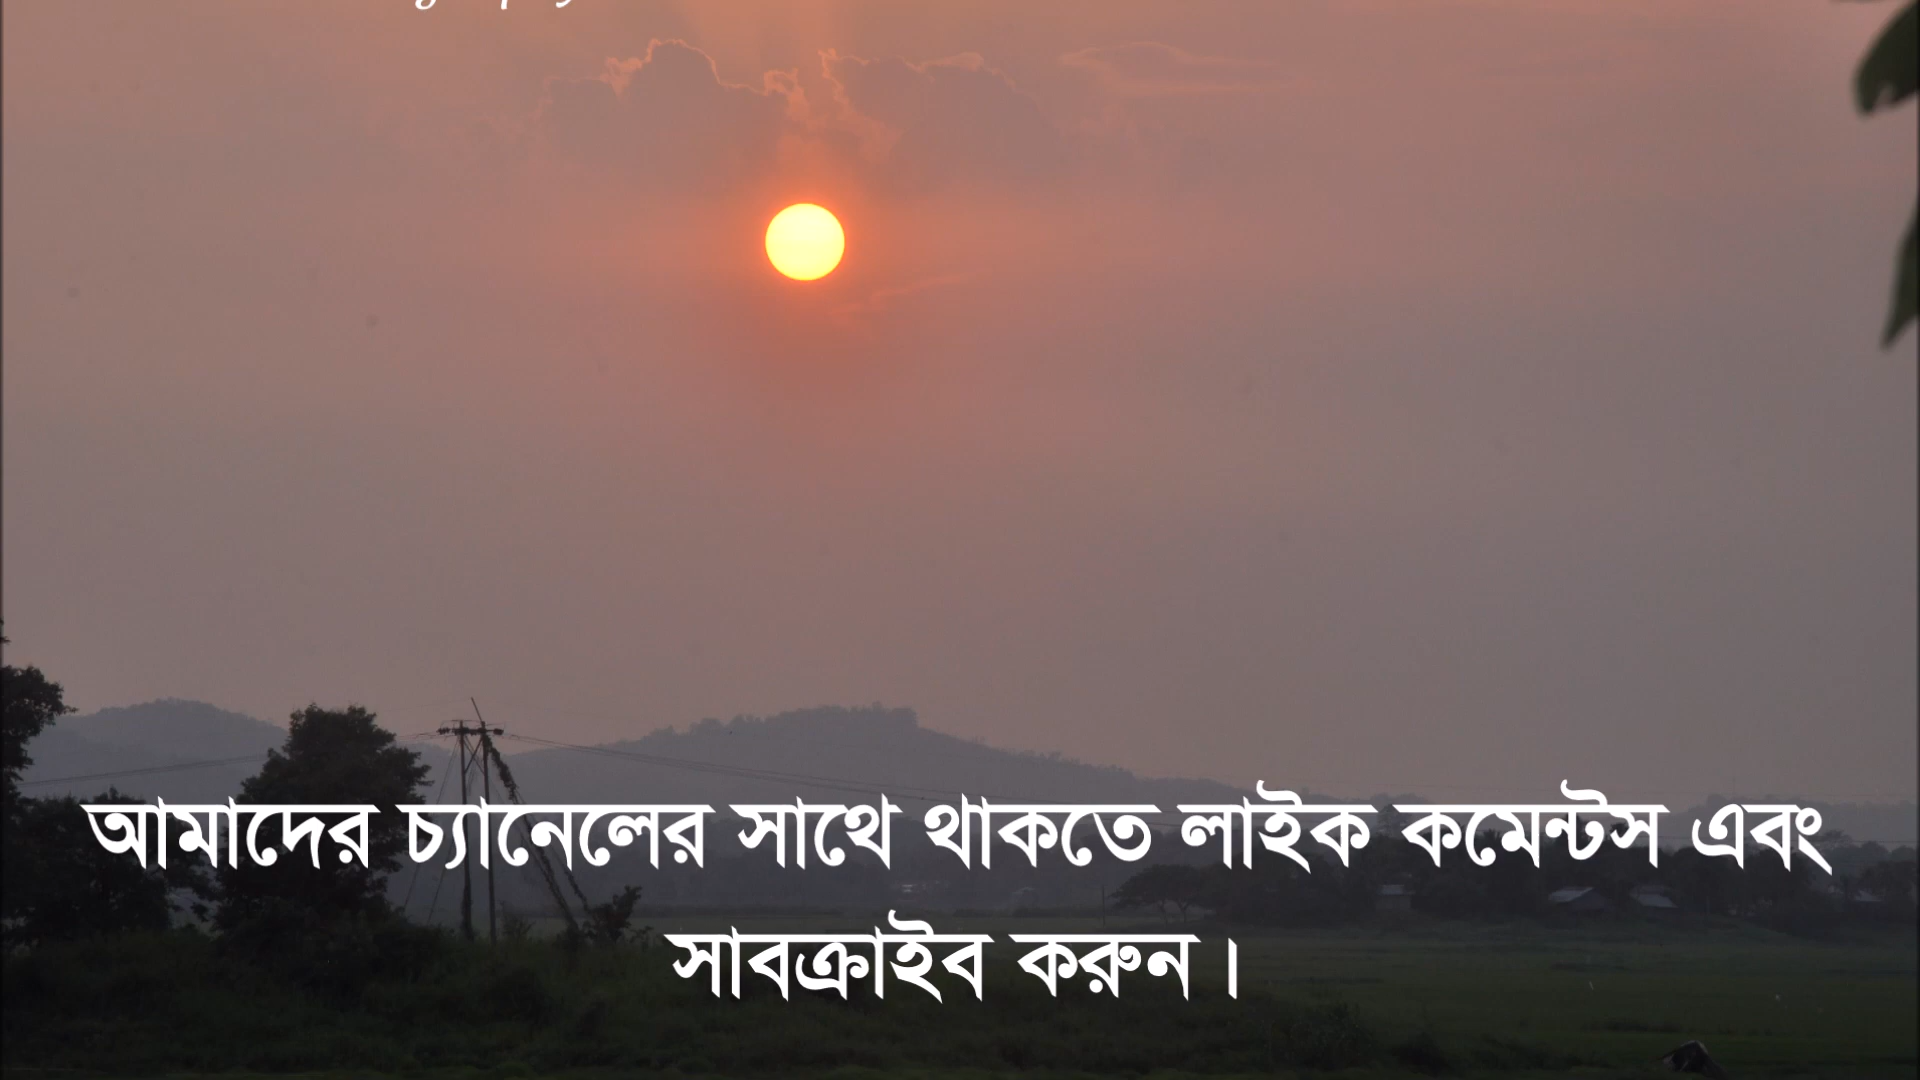 আমাদের চ্যানেলের সাথে থাকতে লাইক কমেন্টস এবং
সাবক্রাইব করুন।